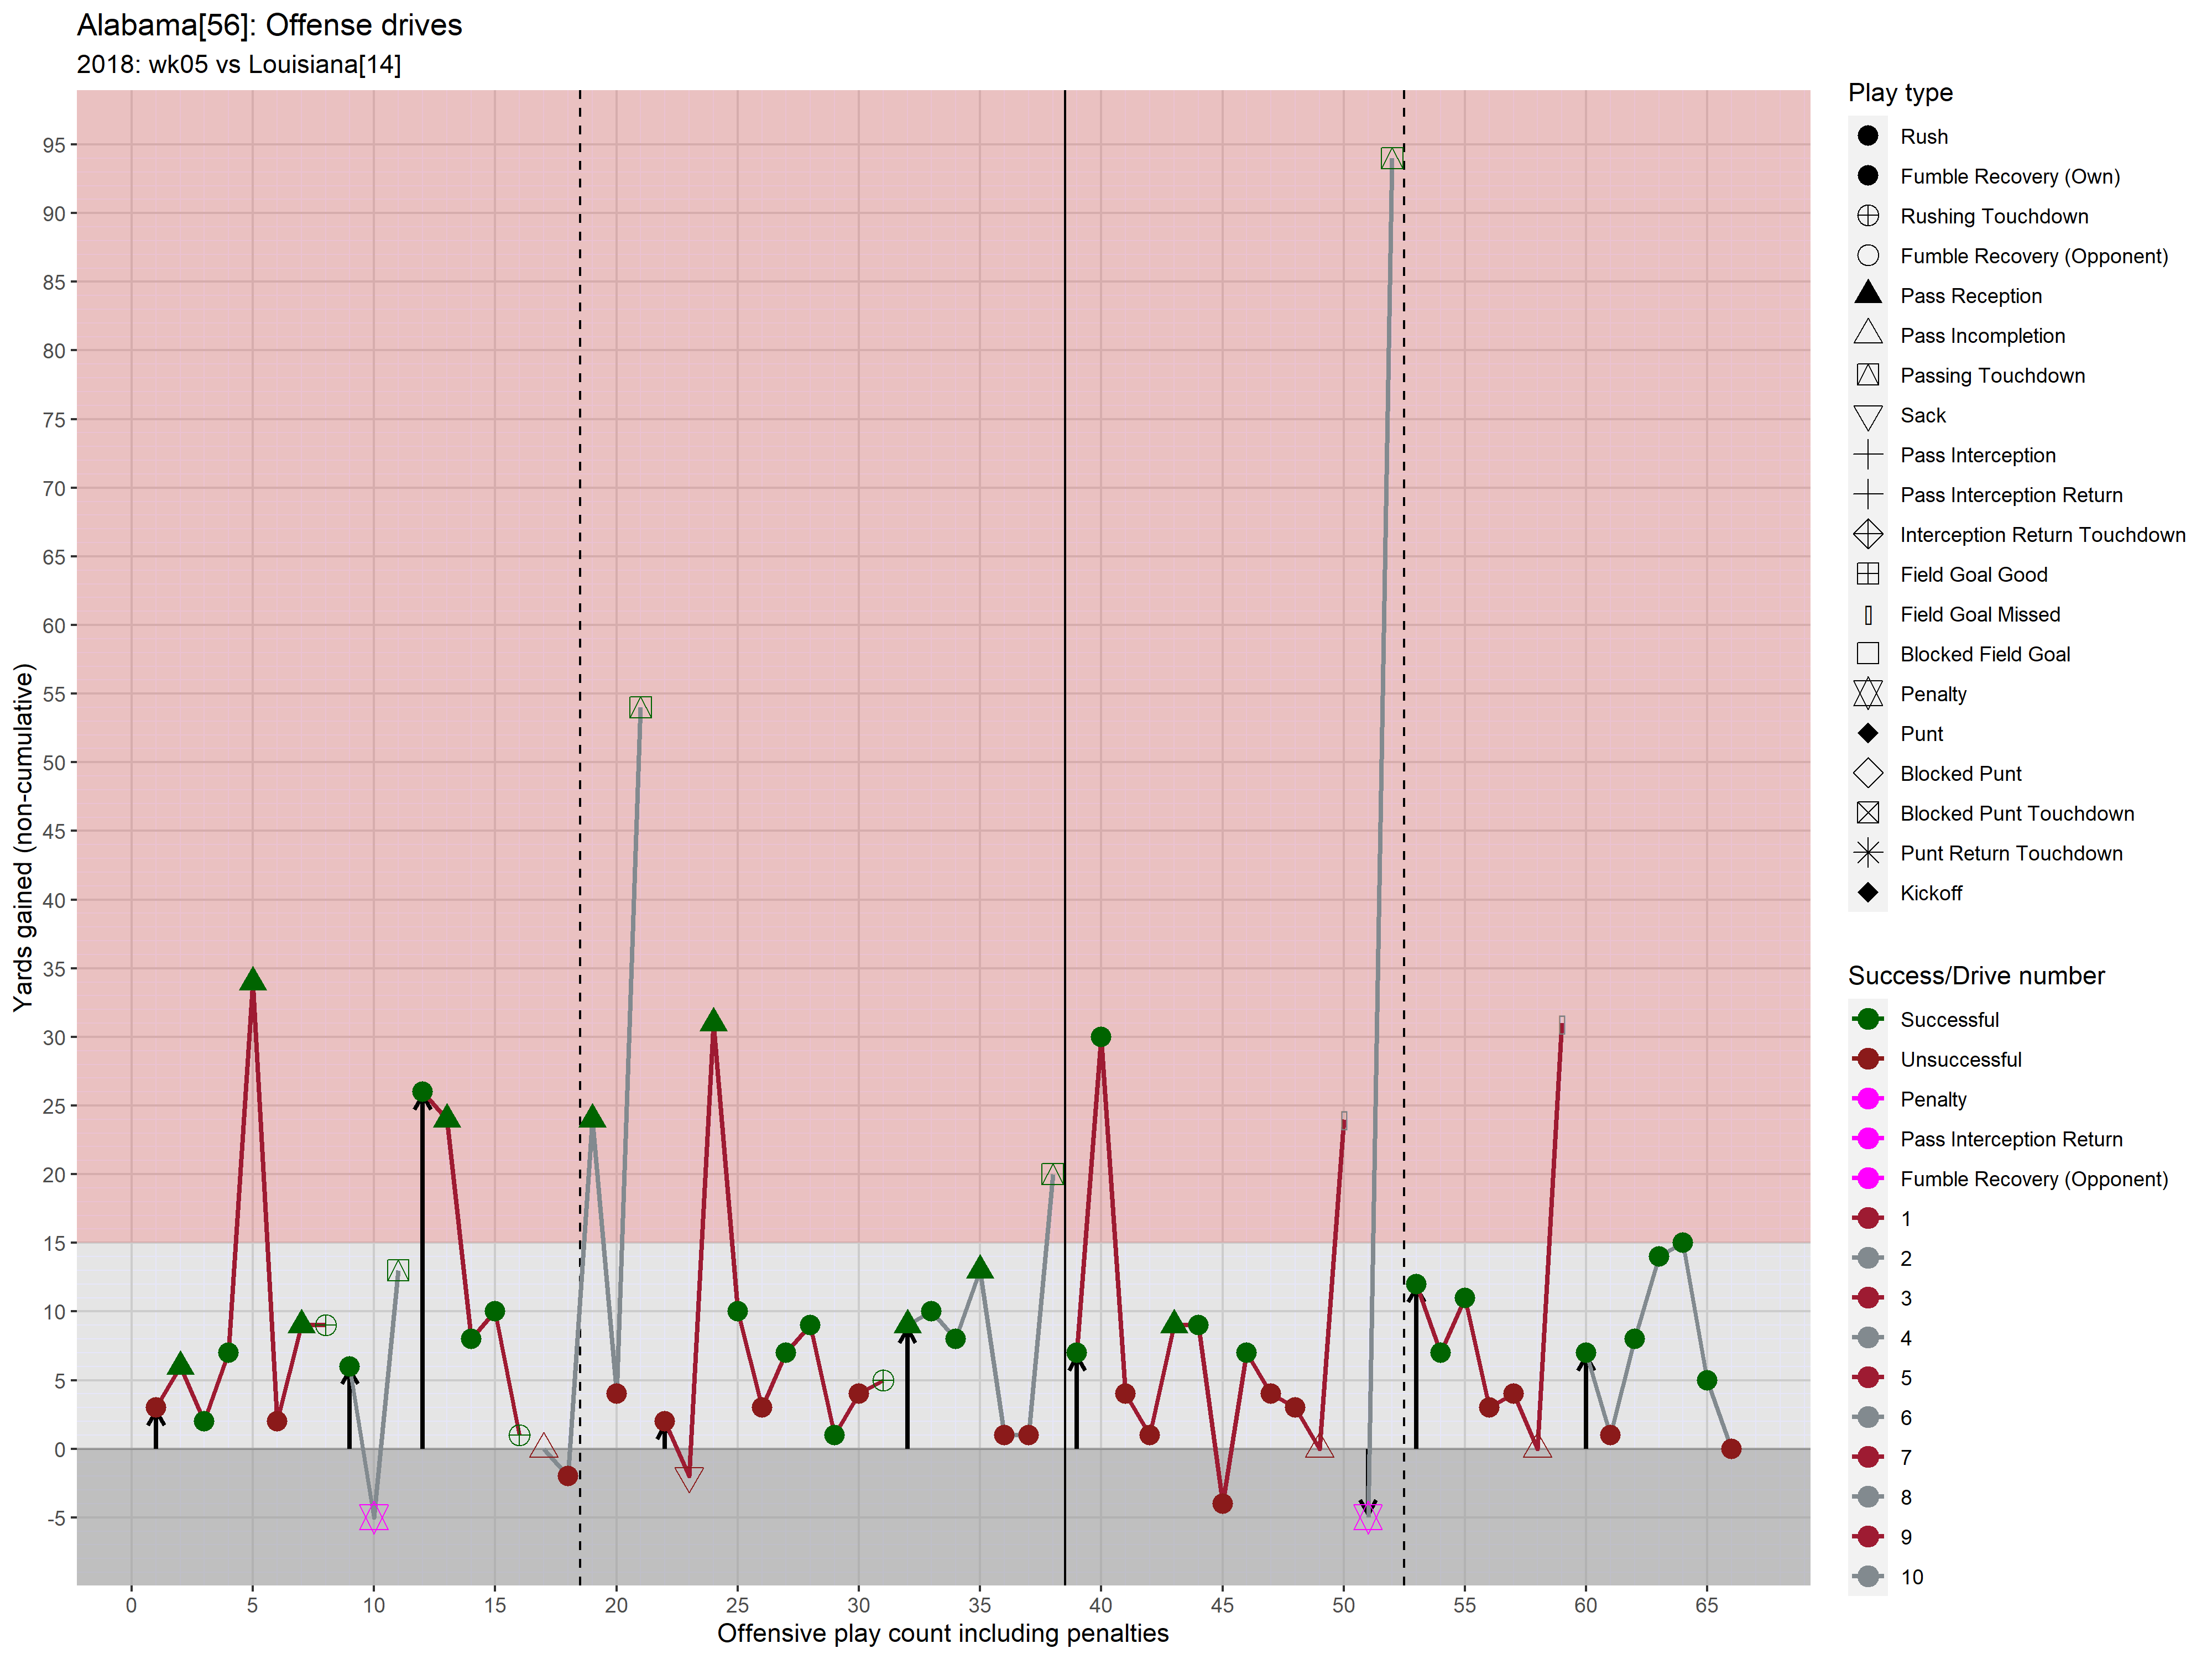 Alabama[56]: Offense drives
2018: wk05 vs Louisiana[14]
Yards gained (non-cumulative)
95
90
85
80
75
70
65
60
55
50
45
40
35
30
25
20
15
10
5
0
-5
0 5 10 15 20 25 30 35 40 45 50 55 60 65
Offensive play count including penalties
Play type
Rush
Fumble Recovery (Own)
Rushing Touchdown
Fumble Recovery (Opponent)
Pass Reception
Pass Incompletion
Passing Touchdown
Sack
Pass Interception
Pass Interception Return
Interception Return Touchdown
Field Goal Good
Field Goal Missed
Blocked Field Goal
Penalty
Punt
Blocked Punt
Blocked Punt Touchdown
Punt Return Touchdown
Kickoff
Success/Drive number
Successful
Unsuccessful
Penalty
Pass Interception Return
Fumble Recovery (Opponent)
1
2
3
4
5
6
7
8
9
10